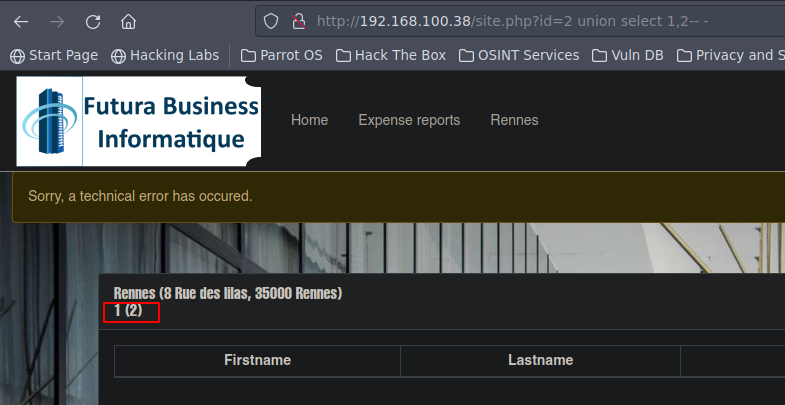 http://192.168.100.38/site.php?id=2 union select 1,2-- -
Start Page Hacking Labs Parrot OS Hack The Box OSINT Services Vuln DB Privacy and S
Futura Business
Informatique
Home Expense reports Rennes
Sorry, a technical error has occured.
Rennes (8 Rue des lilas, 35000 Rennes)
1 (2)
Firstname Lastname